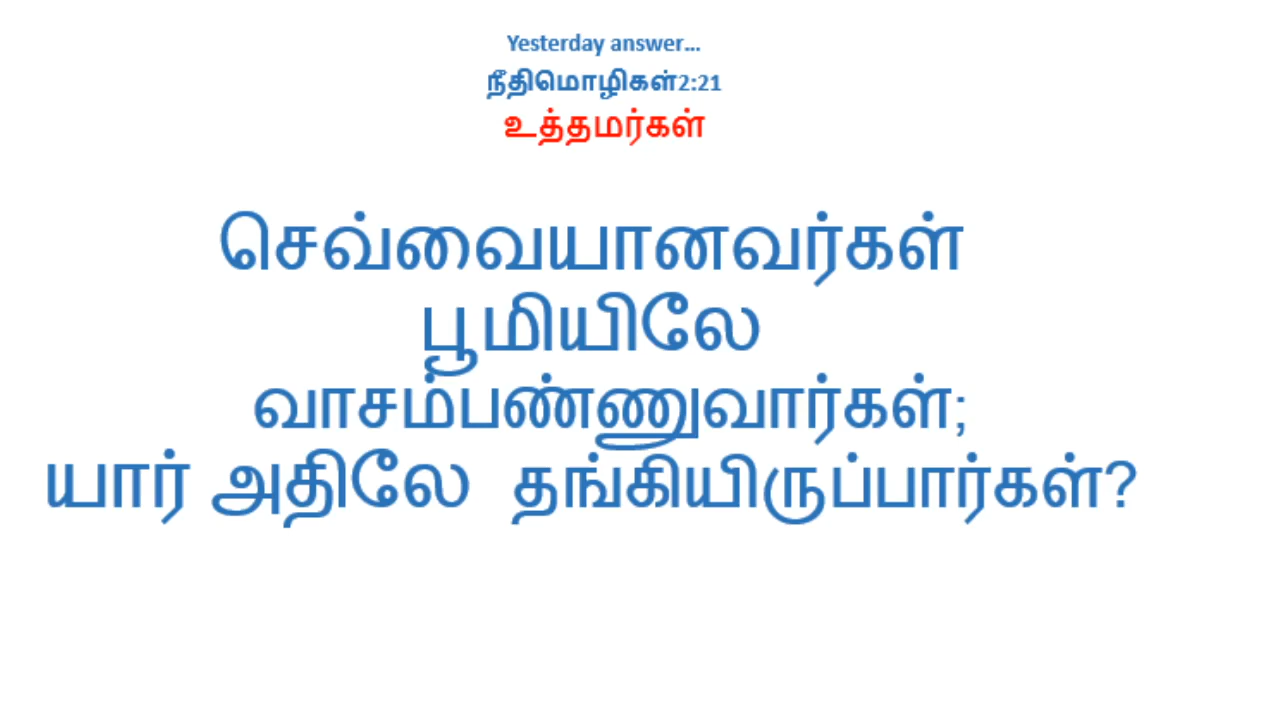 Yesterday answer...
நீதிமொழிகள்2:21
உத்தமர்கள்
செவ்வையானவர்கள்
பூமியிலே
வாசம்பண்ணுவார்கள்;
யார் அதிலே தங்கியிருப்பார்கள்?